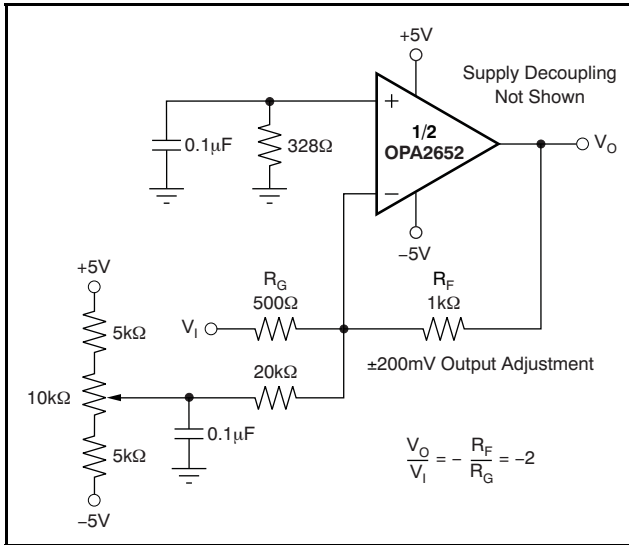 +5V
Supply Decoupling
Not Shown
+
1/2
OPA2652
−
0.1μF
328Ω
V_O
−5V
+5V
R_G
500Ω
R_F
1kΩ
V_I
5kΩ
±200mV Output Adjustment
20kΩ
10kΩ
0.1μF
5kΩ
−5V
V_O / V_I = − R_F / R_G = −2